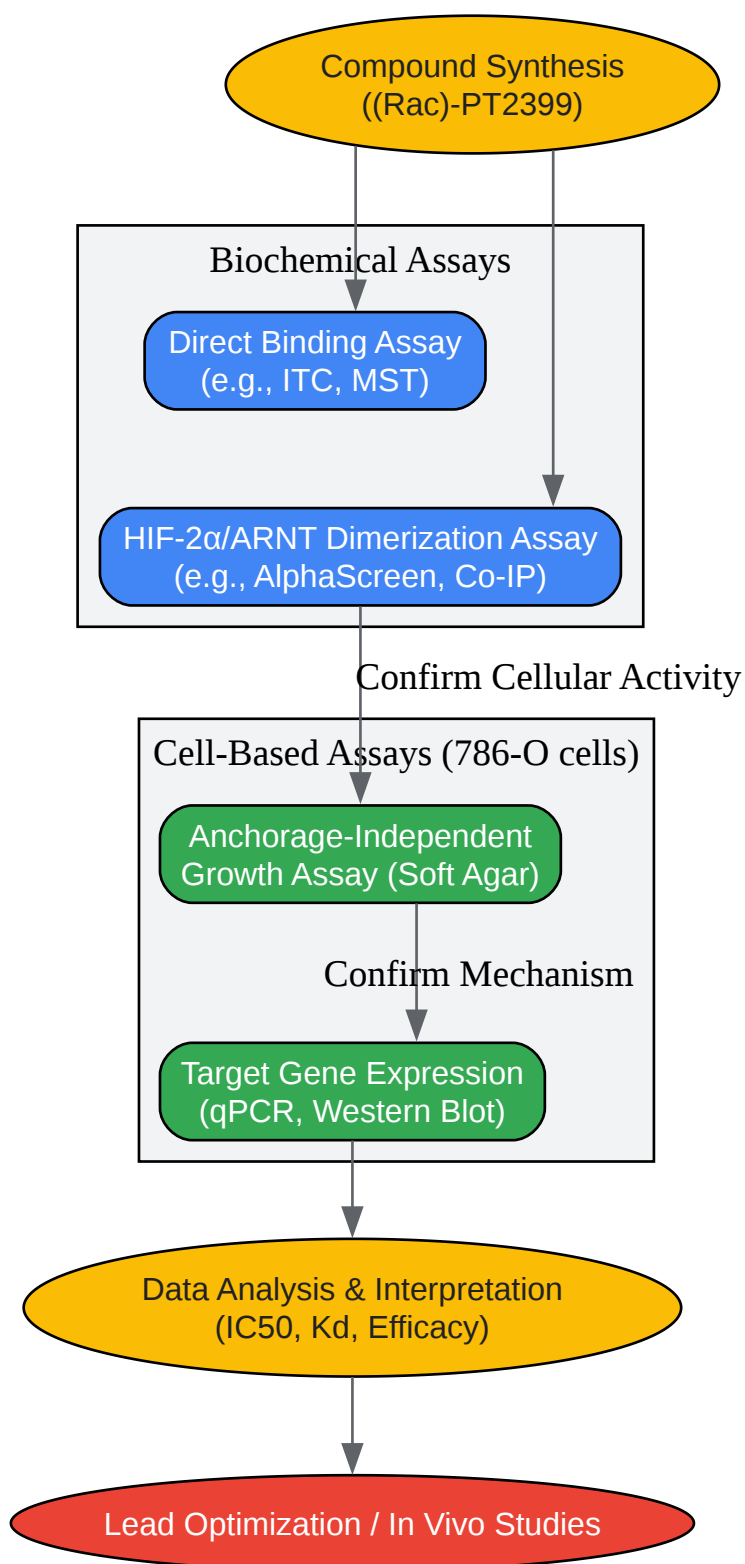 Compound Synthesis
((Rac)-PT2399)
Biochemical Assays
Direct Binding Assay
(e.g., ITC, MST)
HIF-2α/ARNT Dimerization Assay
(e.g., AlphaScreen, Co-IP)
Confirm Cellular Activity
Cell-Based Assays (786-O cells)
Anchorage-Independent
Growth Assay (Soft Agar)
Confirm Mechanism
Target Gene Expression
(qPCR, Western Blot)
Data Analysis & Interpretation
(IC50, Kd, Efficacy)
Lead Optimization / In Vivo Studies